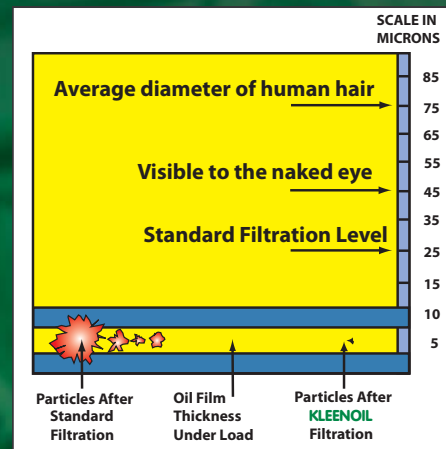 SCALE IN
MICRONS
85
Average diameter of human hair
75
65
55
Visible to the naked eye
45
35
Standard Filtration Level
25
15
10
5
Particles After
Standard
Filtration
Oil Film
Thickness
Under Load
Particles After
KLEENOIL
Filtration